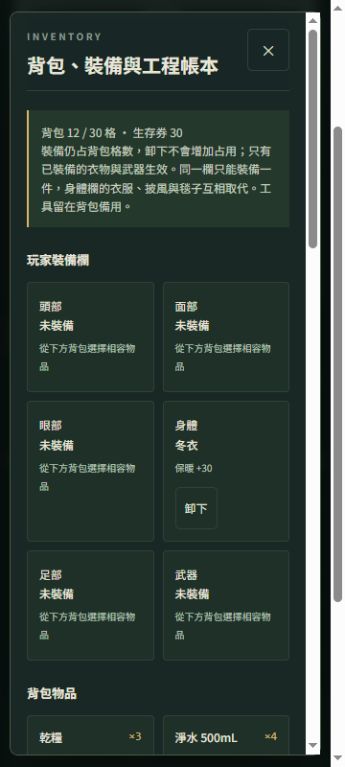 INVENTORY
背包、裝備與工程帳本
×
背包 12 / 30 格 · 生存券 30
裝備仍占背包格數，卸下不會增加占用；只有
已裝備的衣物與武器生效。同一欄只能裝備一
件，身體欄的衣服、披風與毯子互相取代。工
具留在背包備用。
玩家裝備欄
頭部
未裝備
從下方背包選擇相容物
品
面部
未裝備
從下方背包選擇相容物
品
眼部
未裝備
從下方背包選擇相容物
品
身體
冬衣
保暖 +30
卸下
足部
未裝備
從下方背包選擇相容物
品
武器
未裝備
從下方背包選擇相容物
品
背包物品
乾糧 ×3
淨水 500mL ×4